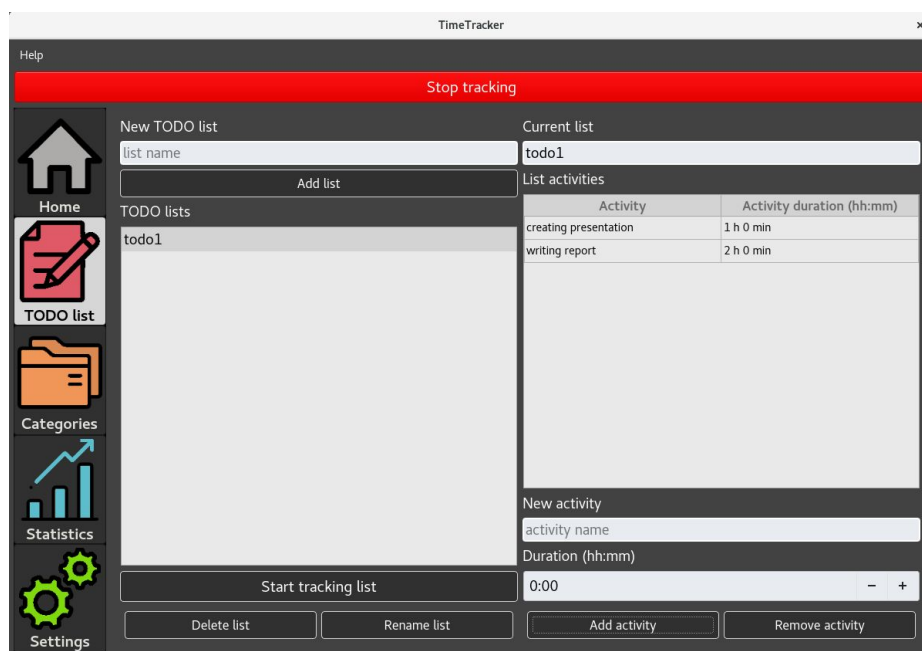 TimeTracker
×
Help
Stop tracking
Home
TODO list
Categories
Statistics
Settings
New TODO list
list name
Add list
TODO lists
todo1
Start tracking list
Delete list
Rename list
Current list
todo1
List activities
Activity
Activity duration (hh:mm)
creating presentation
1 h 0 min
writing report
2 h 0 min
New activity
activity name
Duration (hh:mm)
0:00
−
+
Add activity
Remove activity